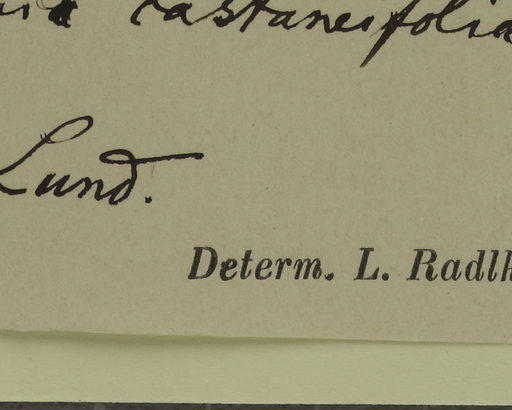 castaneifolia
Lund.
Determ. L. Radlk